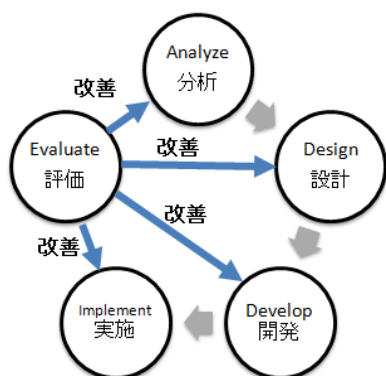 Analyze
分析
改善
Evaluate
評価
改善
Design
設計
改善
改善
Implement
実施
Develop
開発